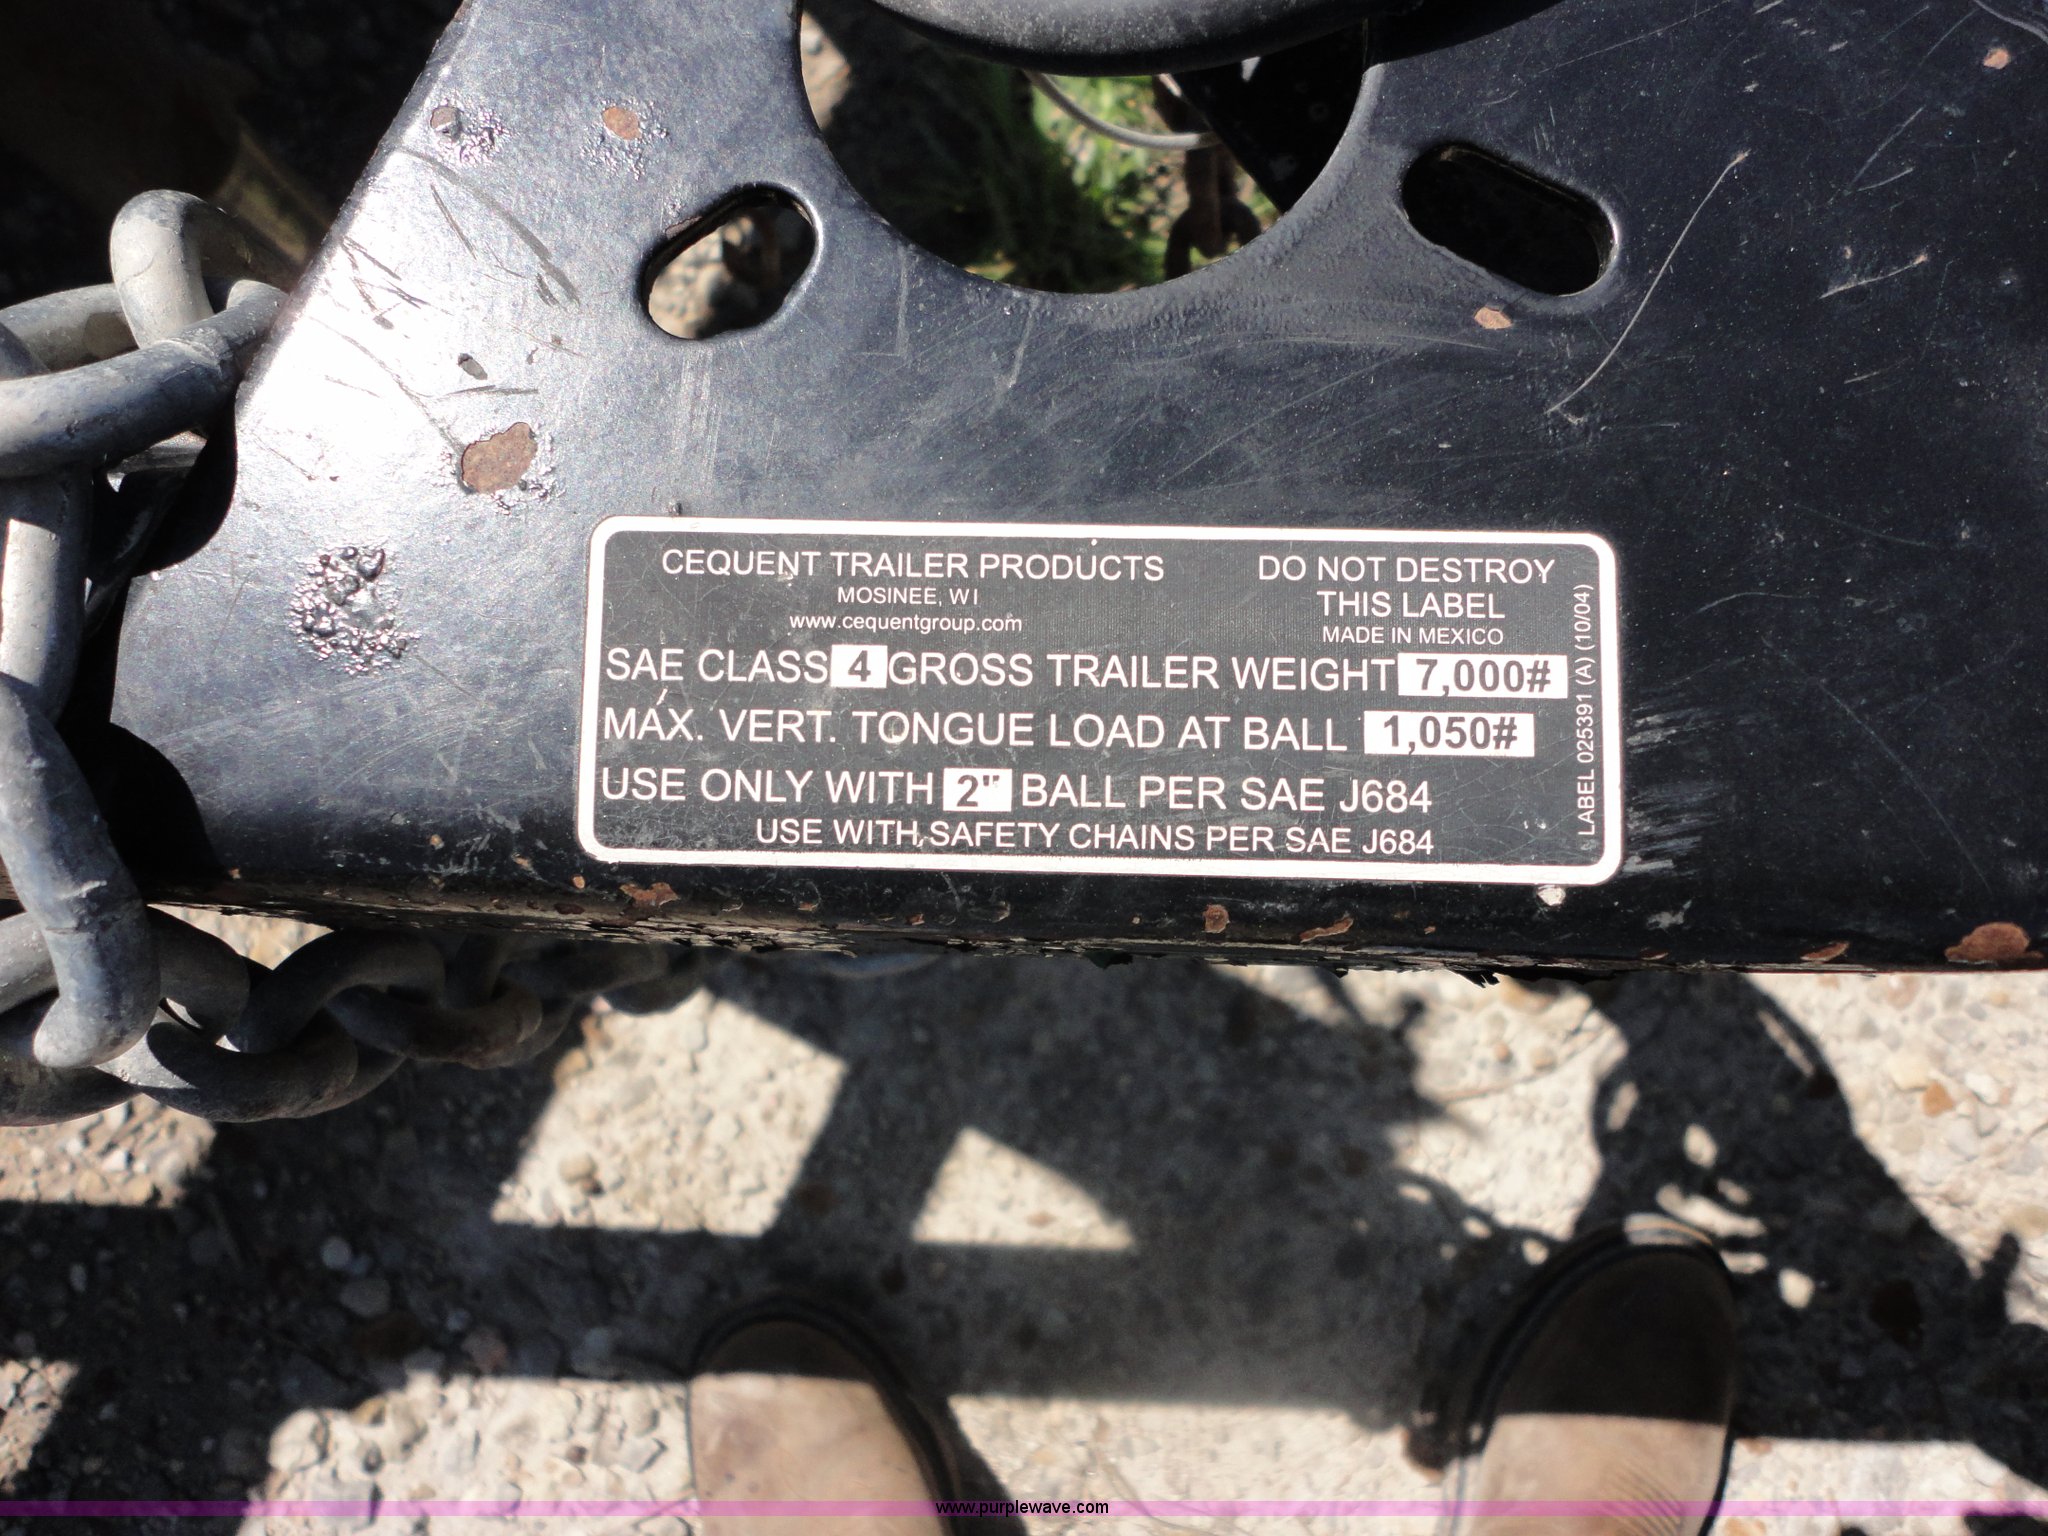 CEQUENT TRAILER PRODUCTS
MOSINEE, WI
www.cequentgroup.com
DO NOT DESTROY
THIS LABEL
MADE IN MEXICO
SAE CLASS 4 GROSS TRAILER WEIGHT 7,000#
MAX. VERT. TONGUE LOAD AT BALL 1,050#
USE ONLY WITH 2" BALL PER SAE J684
USE WITH SAFETY CHAINS PER SAE J684
LABEL 025391 (A) (10/04)
www.purplewave.com